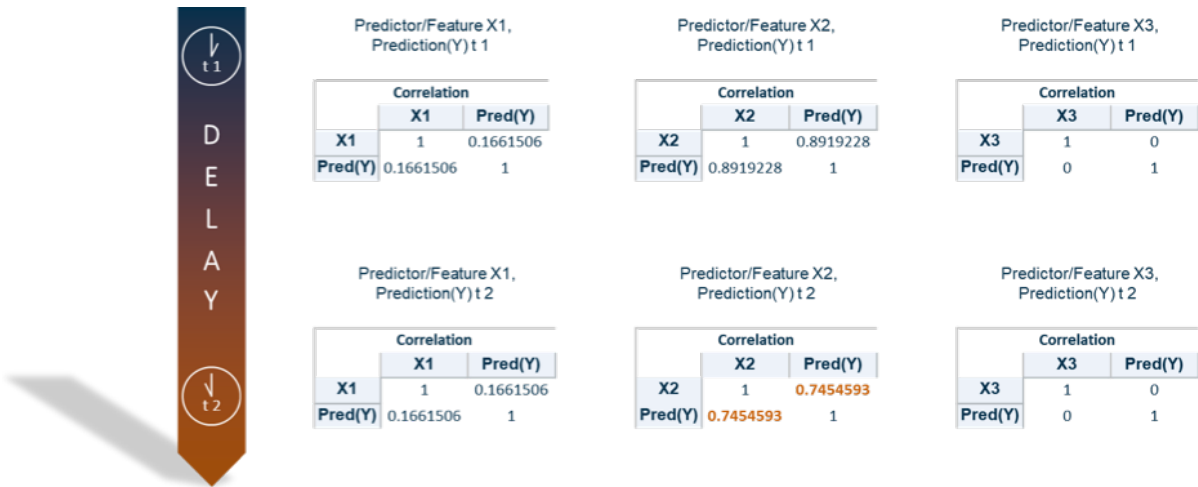 t 1
D
E
L
A
Y
t 2
Predictor/Feature X1,
Prediction(Y) t 1
Correlation
X1 Pred(Y)
X1 1 0.1661506
Pred(Y) 0.1661506 1
Predictor/Feature X2,
Prediction(Y) t 1
Correlation
X2 Pred(Y)
X2 1 0.8919228
Pred(Y) 0.8919228 1
Predictor/Feature X3,
Prediction(Y) t 1
Correlation
X3 Pred(Y)
X3 1 0
Pred(Y) 0 1
Predictor/Feature X1,
Prediction(Y) t 2
Correlation
X1 Pred(Y)
X1 1 0.1661506
Pred(Y) 0.1661506 1
Predictor/Feature X2,
Prediction(Y) t 2
Correlation
X2 Pred(Y)
X2 1 0.7454593
Pred(Y) 0.7454593 1
Predictor/Feature X3,
Prediction(Y) t 2
Correlation
X3 Pred(Y)
X3 1 0
Pred(Y) 0 1